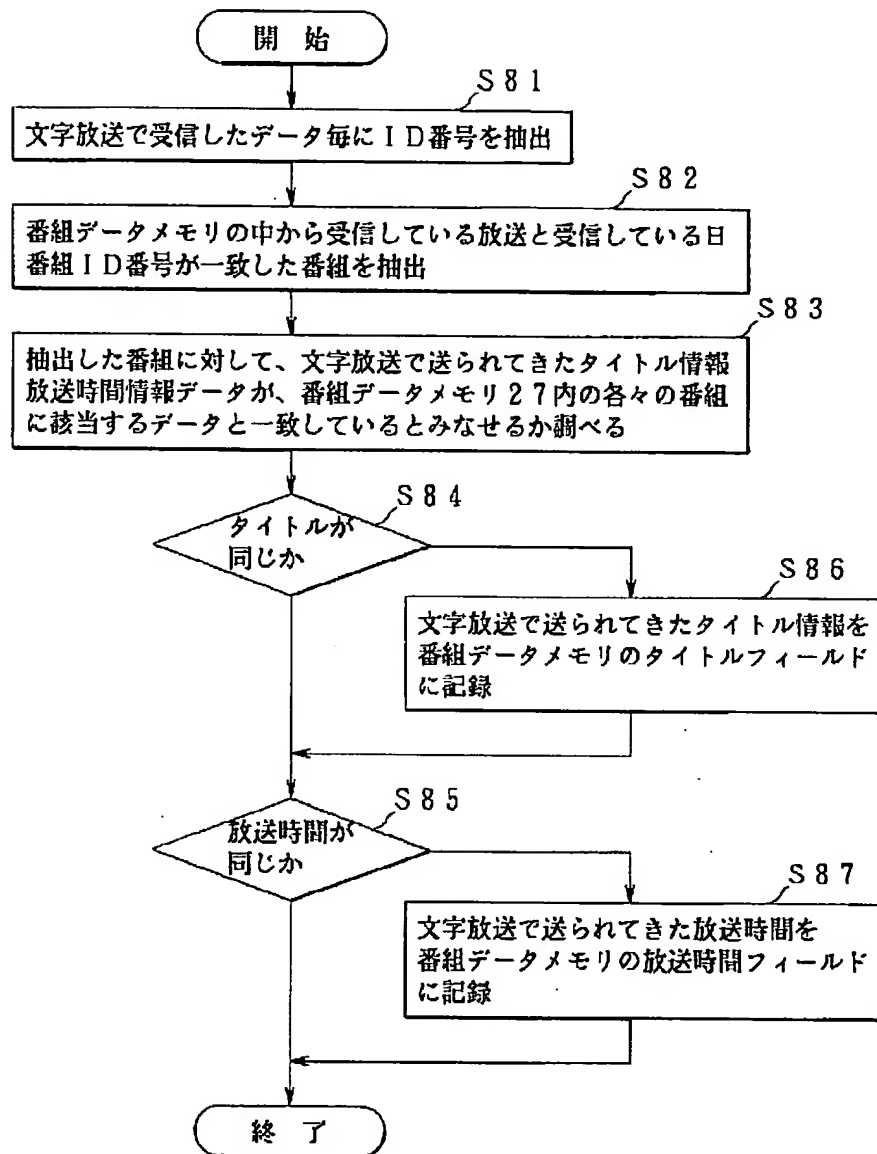 開 始
S81
文字放送で受信したデータ毎にＩＤ番号を抽出
S82
番組データメモリの中から受信している放送と受信している日
番組ＩＤ番号が一致した番組を抽出
S83
抽出した番組に対して、文字放送で送られてきたタイトル情報
放送時間情報データが、番組データメモリ27内の各々の番組
に該当するデータと一致しているとみなせるか調べる
S84
タイトルが
同じか
S86
文字放送で送られてきたタイトル情報を
番組データメモリのタイトルフィールド
に記録
S85
放送時間が
同じか
S87
文字放送で送られてきた放送時間を
番組データメモリの放送時間フィールド
に記録
終 了